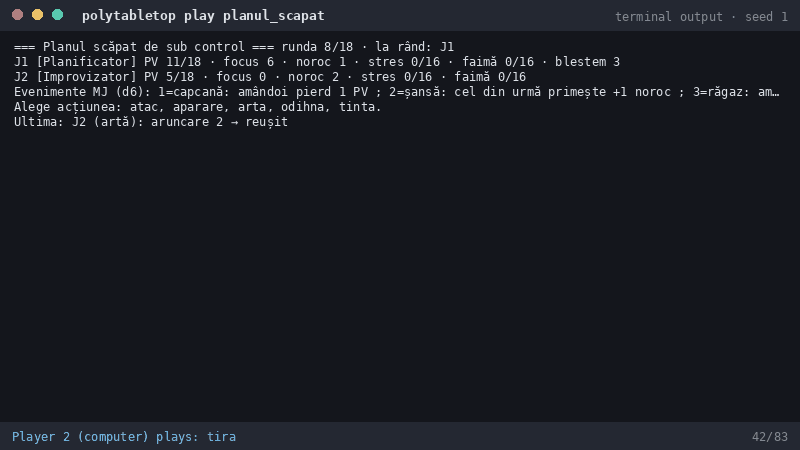 polytabletop play planul_scapat
terminal output · seed 1
=== Planul scăpat de sub control === runda 8/18 · la rând: J1
J1 [Planificator] PV 11/18 · focus 6 · noroc 1 · stres 0/16 · faimă 0/16 · blestem 3
J2 [Improvizator] PV 5/18 · focus 0 · noroc 2 · stres 0/16 · faimă 0/16
Evenimente MJ (d6): 1=capcană: amândoi pierd 1 PV ; 2=șansă: cel din urmă primește +1 noroc ; 3=răgaz: am…
Alege acțiunea: atac, aparare, arta, odihna, tinta.
Ultima: J2 (artă): aruncare 2 → reușit
Player 2 (computer) plays: tira
42/83